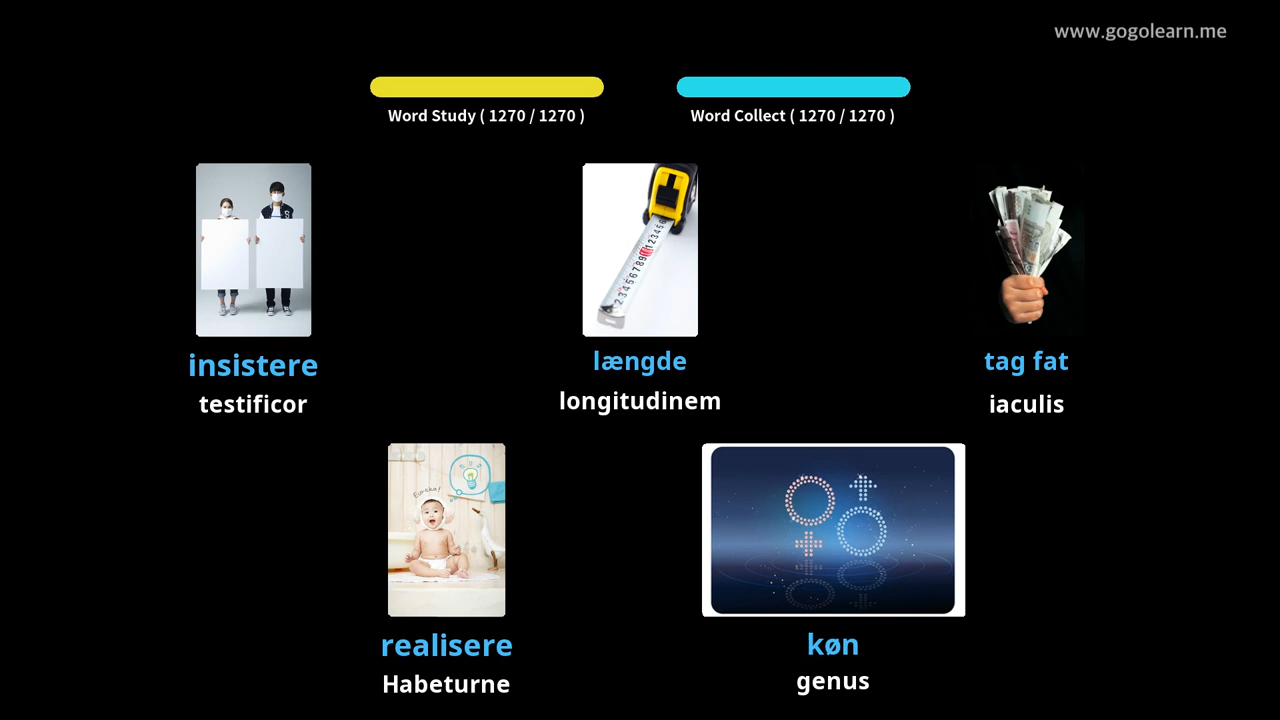 www.gogolearn.me
Word Study ( 1270 / 1270 )
Word Collect ( 1270 / 1270 )
insistere
længde
tag fat
testificor
longitudinem
iaculis
Eureka!
realisere
køn
Habeturne
genus